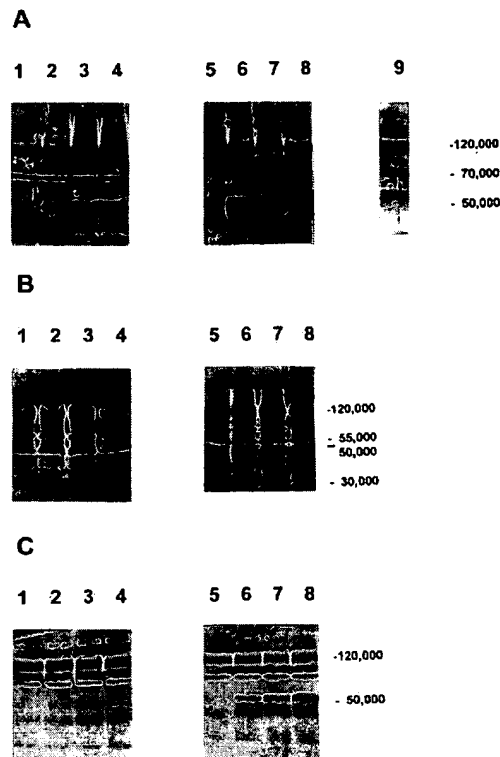 A
1 2 3 4 5 6 7 8 9
-120,000
- 70,000
- 50,000
B
1 2 3 4 5 6 7 8
-120,000
- 55,000
50,000
- 30,000
C
1 2 3 4 5 6 7 8
-120,000
- 50,000